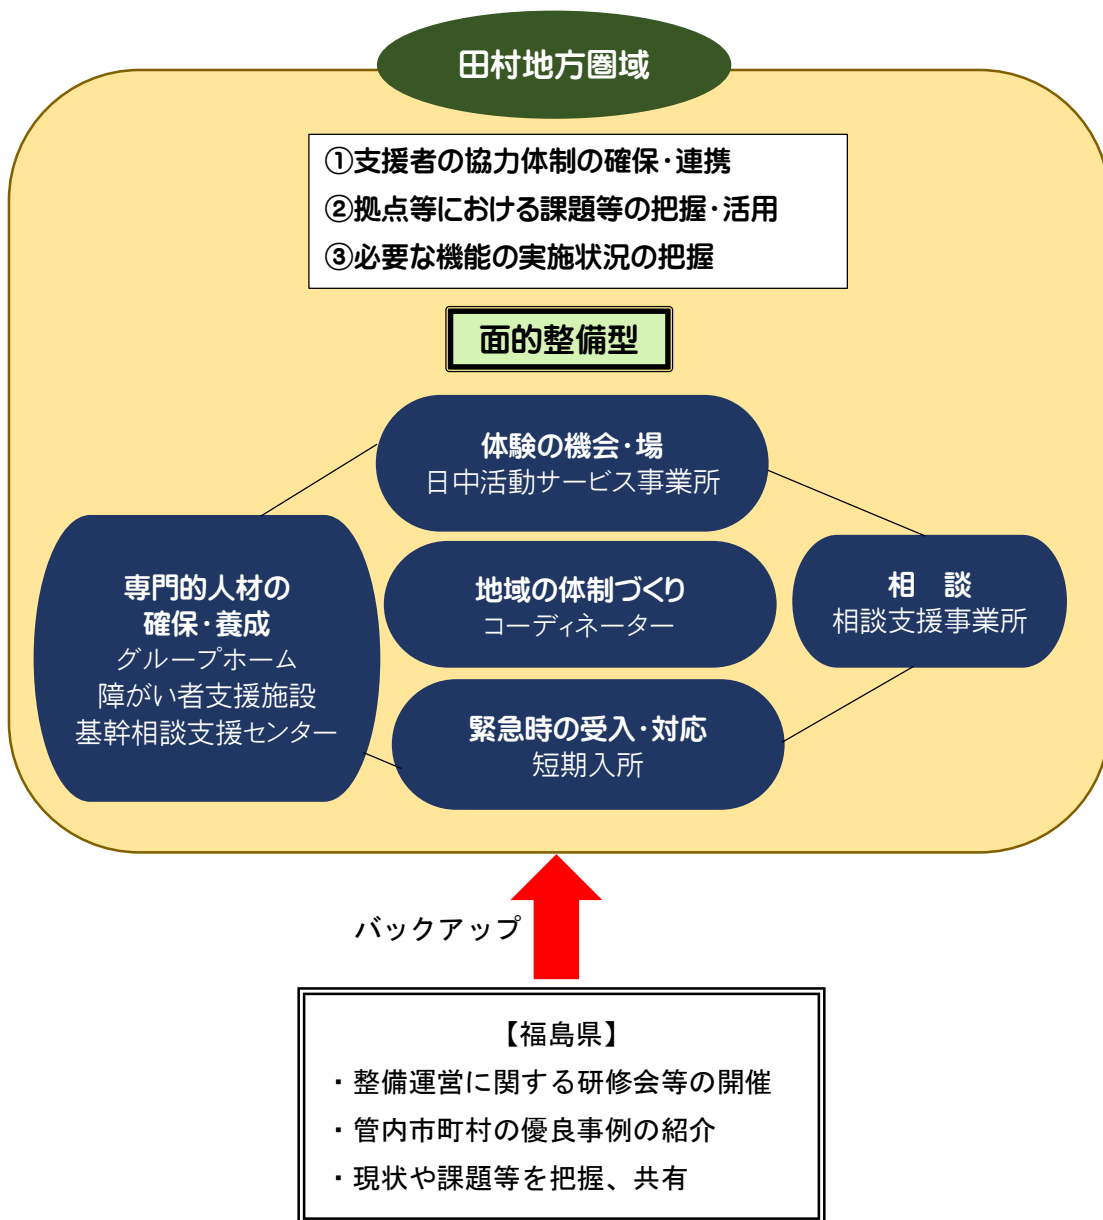 田村地方圏域
①支援者の協力体制の確保・連携
②拠点等における課題等の把握・活用
③必要な機能の実施状況の把握
面的整備型
体験の機会・場
日中活動サービス事業所
専門的人材の
確保・養成
グループホーム
障がい者支援施設
基幹相談支援センター
地域の体制づくり
コーディネーター
相　談
相談支援事業所
緊急時の受入・対応
短期入所
バックアップ
【福島県】
・整備運営に関する研修会等の開催
・管内市町村の優良事例の紹介
・現状や課題等を把握、共有